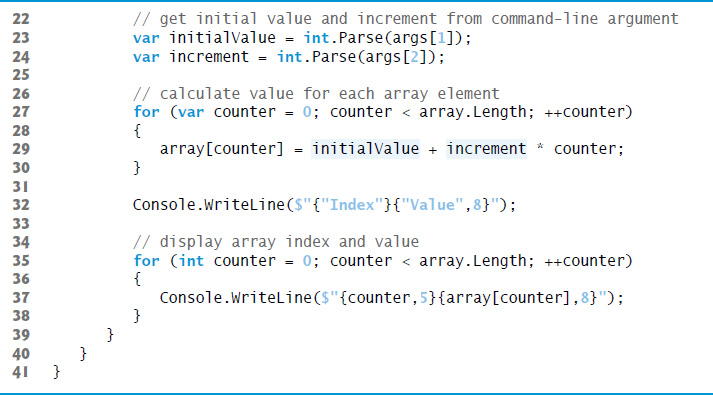 22 // get initial value and increment from command-line argument
23 var initialValue = int.Parse(args[1]);
24 var increment = int.Parse(args[2]);
25
26 // calculate value for each array element
27 for (var counter = 0; counter < array.Length; ++counter)
28 {
29 array[counter] = initialValue + increment * counter;
30 }
31
32 Console.WriteLine($"{"Index"}{"Value",8}");
33
34 // display array index and value
35 for (int counter = 0; counter < array.Length; ++counter)
36 {
37 Console.WriteLine($"{counter,5}{array[counter],8}");
38 }
39 }
40 }
41 }